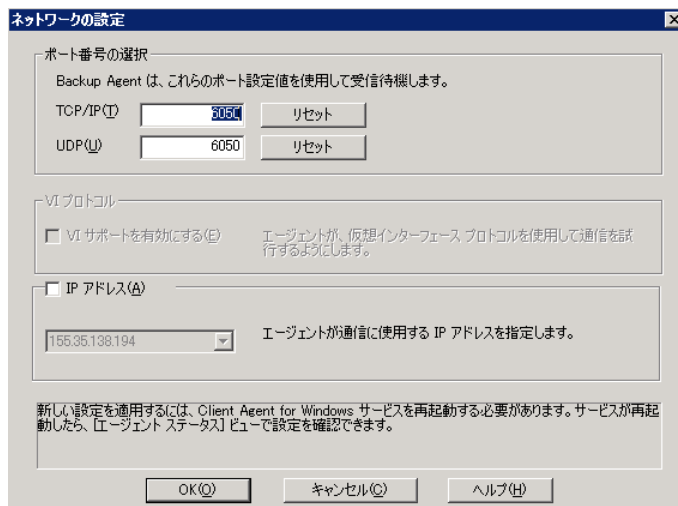 ネットワークの設定
ポート番号の選択
Backup Agent は、これらのポート設定値を使用して受信待機します。
TCP/IP(T) 6050 リセット
UDP(U) 6050 リセット
VI プロトコル
VI サポートを有効にする(E) エージェントが、仮想インターフェース プロトコルを使用して通信を試
行するようにします。
IP アドレス(A)
155.35.138.194 エージェントが通信に使用する IP アドレスを指定します。
新しい設定を適用するには、Client Agent for Windows サービスを再起動する必要があります。サービスが再起
動したら、[エージェント ステータス] ビューで設定を確認できます。
OK(O) キャンセル(C) ヘルプ(H)